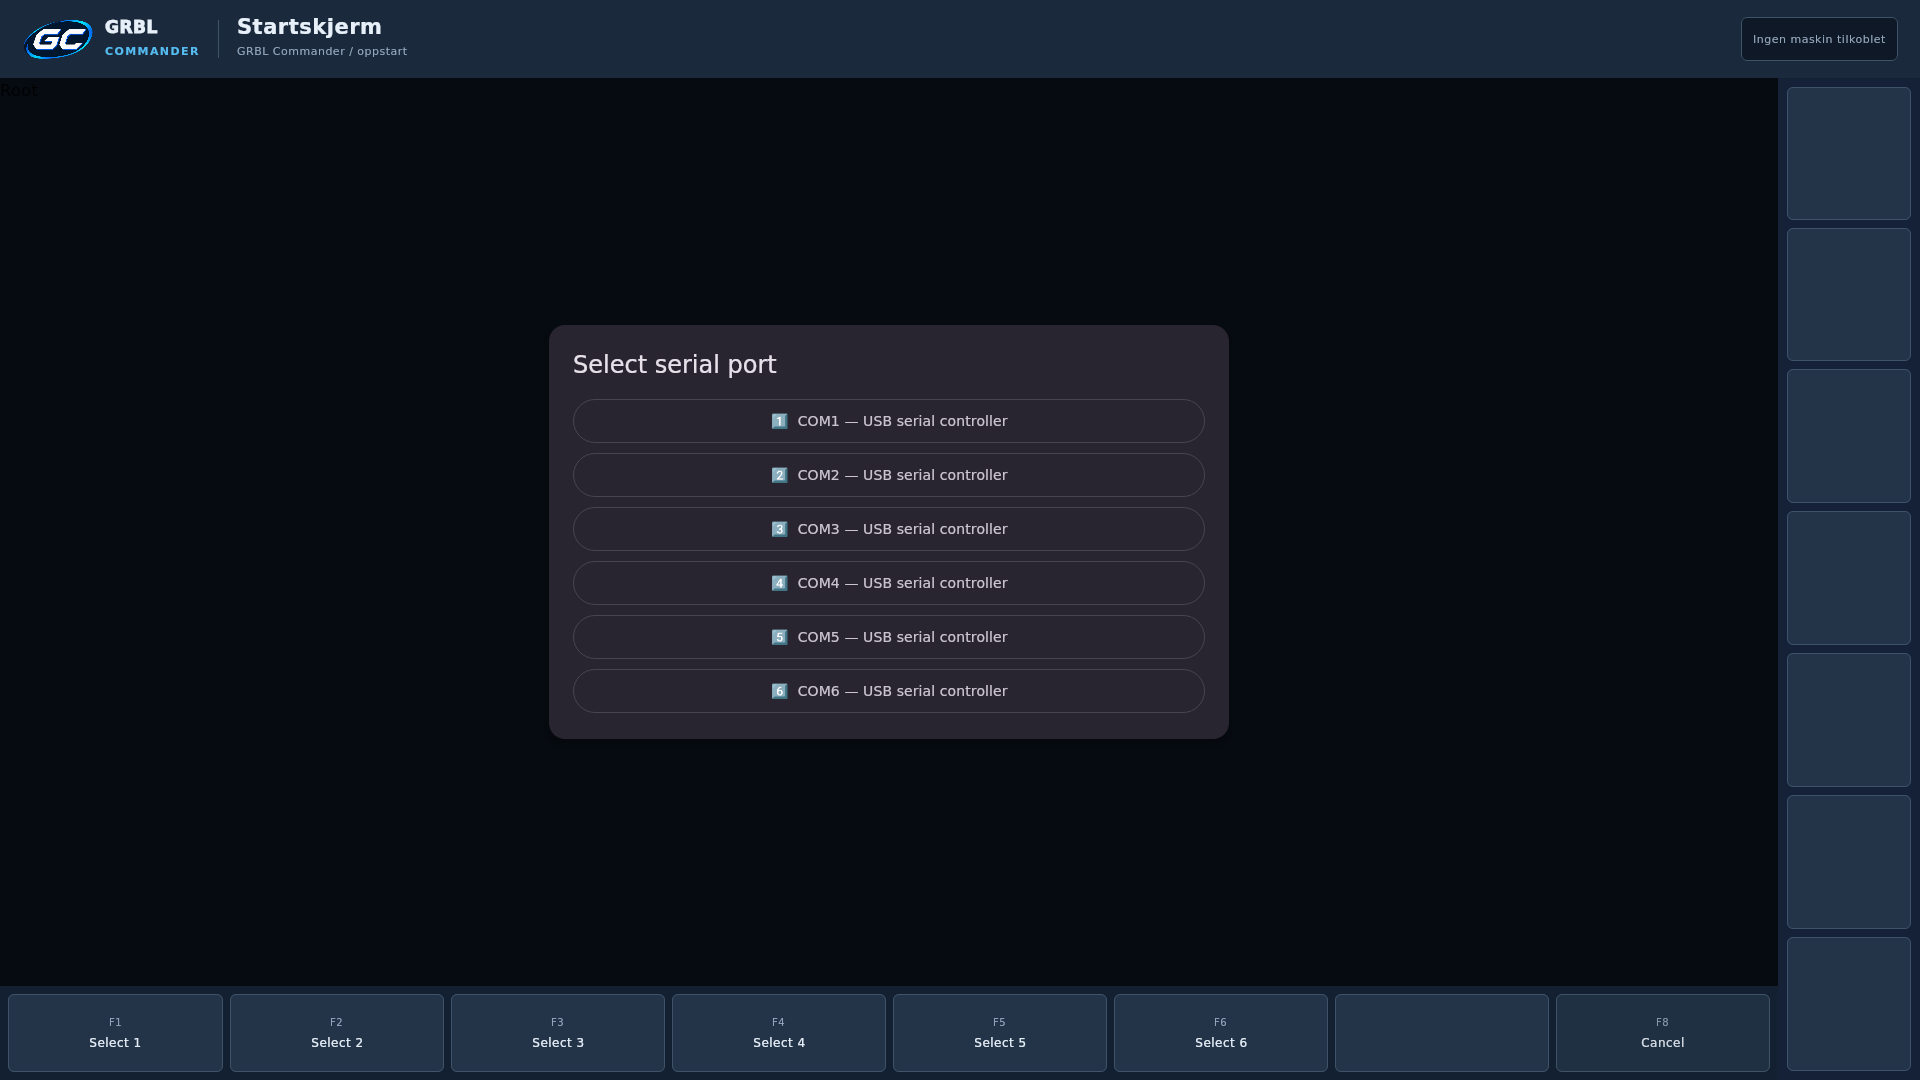 GC
GRBL
COMMANDER
Startskjerm
GRBL Commander / oppstart
Ingen maskin tilkoblet
Root
Select serial port
1 COM1 — USB serial controller
2 COM2 — USB serial controller
3 COM3 — USB serial controller
4 COM4 — USB serial controller
5 COM5 — USB serial controller
6 COM6 — USB serial controller
F1
Select 1
F2
Select 2
F3
Select 3
F4
Select 4
F5
Select 5
F6
Select 6
F8
Cancel